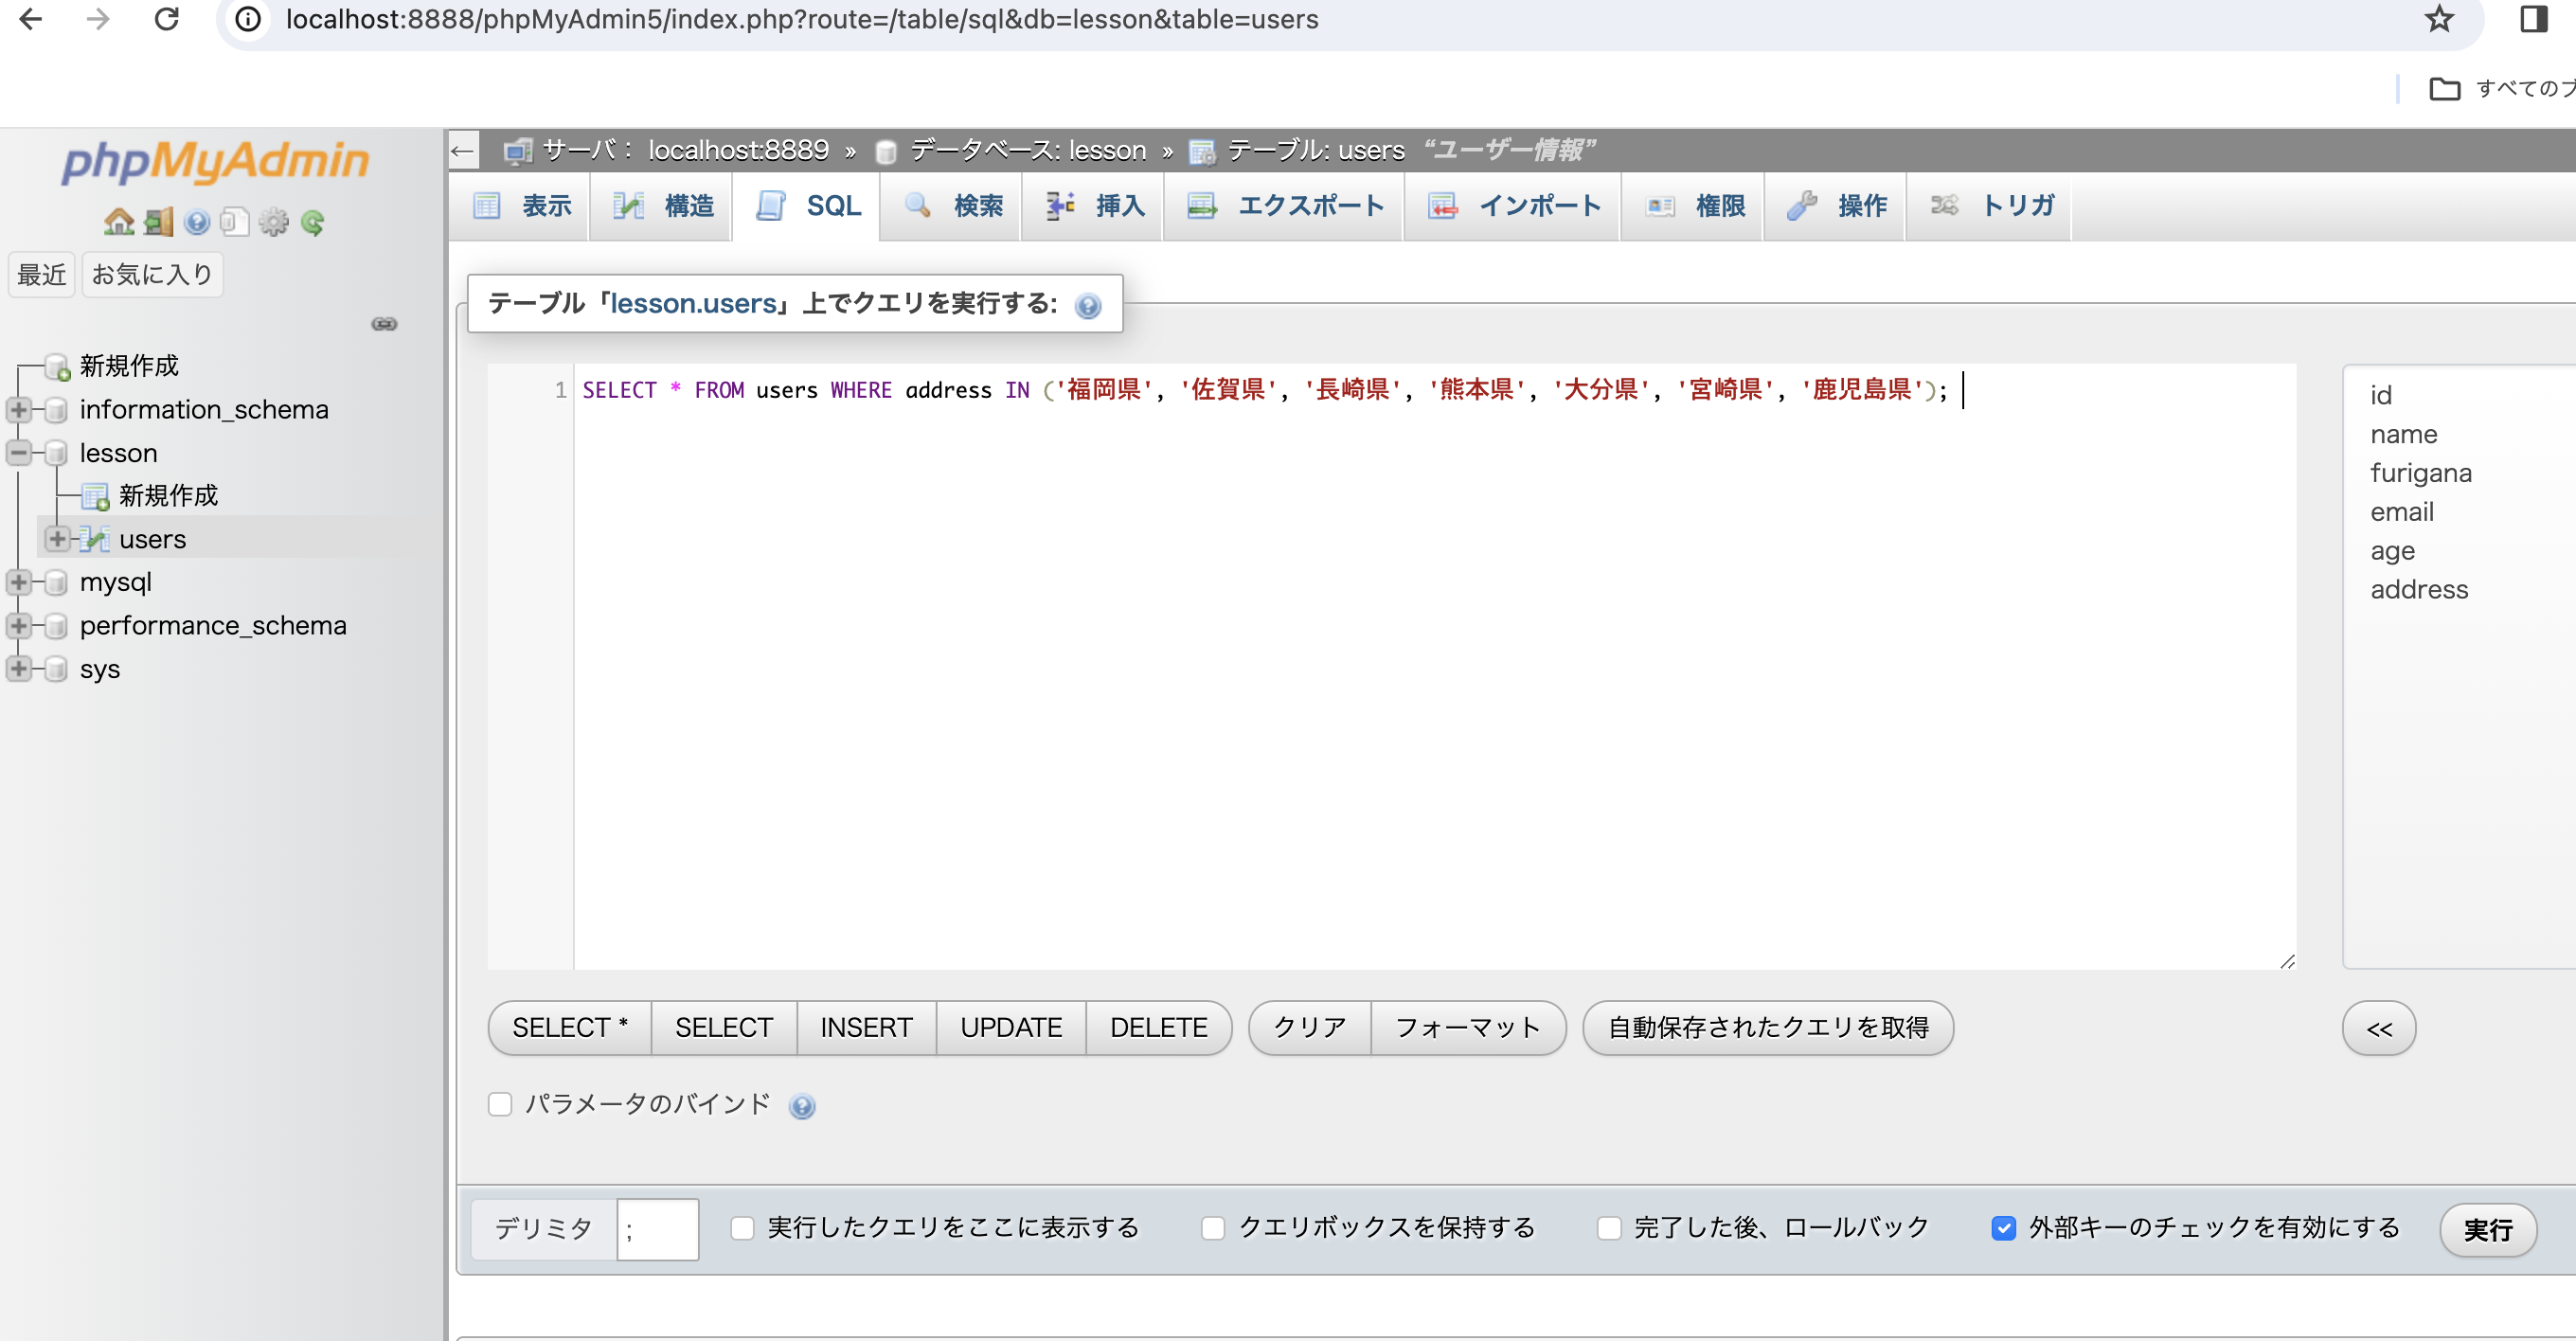 localhost:8888/phpMyAdmin5/index.php?route=/table/sql&db=lesson&table=users
すべてのブ
phpMyAdmin
最近 お気に入り
新規作成
information_schema
lesson
新規作成
users
mysql
performance_schema
sys
サーバ： localhost:8889 » データベース: lesson » テーブル: users “ユーザー情報”
表示 構造 SQL 検索 挿入 エクスポート インポート 権限 操作 トリガ
テーブル「lesson.users」上でクエリを実行する:
1 SELECT * FROM users WHERE address IN ('福岡県', '佐賀県', '長崎県', '熊本県', '大分県', '宮崎県', '鹿児島県');
id
name
furigana
email
age
address
SELECT * SELECT INSERT UPDATE DELETE クリア フォーマット 自動保存されたクエリを取得 <<
パラメータのバインド
デリミタ ; 実行したクエリをここに表示する クエリボックスを保持する 完了した後、ロールバック 外部キーのチェックを有効にする 実行